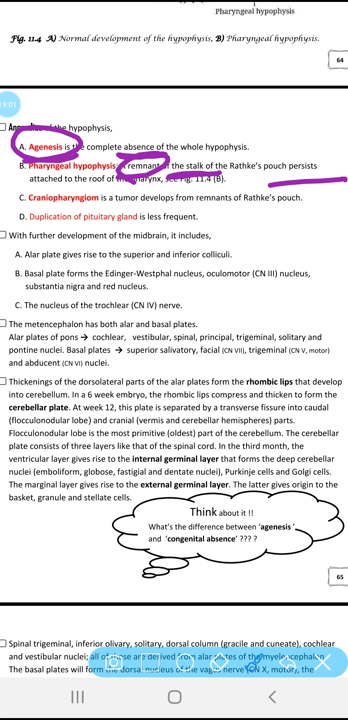 Pharyngeal hypophysis
Fig. 11.4 A) Normal development of the hypophysis, B) Pharyngeal hypophysis.
64
9:01
the hypophysis,
A. Agenesis is the complete absence of the whole hypophysis.
B. Pharyngeal hypophysis; A remnant of the stalk of the Rathke's pouch persists
attached to the roof of the pharynx, see Fig. 11.4 (B).
C. Craniopharyngiom is a tumor develops from remnants of Rathke's pouch.
D. Duplication of pituitary gland is less frequent.
With further development of the midbrain, it includes,
A. Alar plate gives rise to the superior and inferior colliculi.
B. Basal plate forms the Edinger-Westphal nucleus, oculomotor (CN III) nucleus,
substantia nigra and red nucleus.
C. The nucleus of the trochlear (CN IV) nerve.
The metencephalon has both alar and basal plates.
Alar plates of pons → cochlear, vestibular, spinal, principal, trigeminal, solitary and
pontine nuclei. Basal plates → superior salivatory, facial (CN VII), trigeminal (CN V, motor)
and abducent (CN VI) nuclei.
Thickenings of the dorsolateral parts of the alar plates form the rhombic lips that develop
into cerebellum. In a 6 week embryo, the rhombic lips compress and thicken to form the
cerebellar plate. At week 12, this plate is separated by a transverse fissure into caudal
(flocculonodular lobe) and cranial (vermis and cerebellar hemispheres) parts.
Flocculonodular lobe is the most primitive (oldest) part of the cerebellum. The cerebellar
plate consists of three layers like that of the spinal cord. In the third month, the
ventricular layer gives rise to the internal germinal layer that forms the deep cerebellar
nuclei (emboliform, globose, fastigial and dentate nuclei), Purkinje cells and Golgi cells.
The marginal layer gives rise to the external germinal layer. The latter gives origin to the
basket, granule and stellate cells.
Think about it !!
What's the difference between 'agenesis'
and 'congenital absence' ????
65
Spinal trigeminal, inferior olivary, solitary, dorsal column (gracile and cuneate), cochlear
and vestibular nuclei; all of these are derived from alar plates of the myelencephalon.
The basal plates will form the dorsal nucleus of the vagus nerve (CN X, motor), the